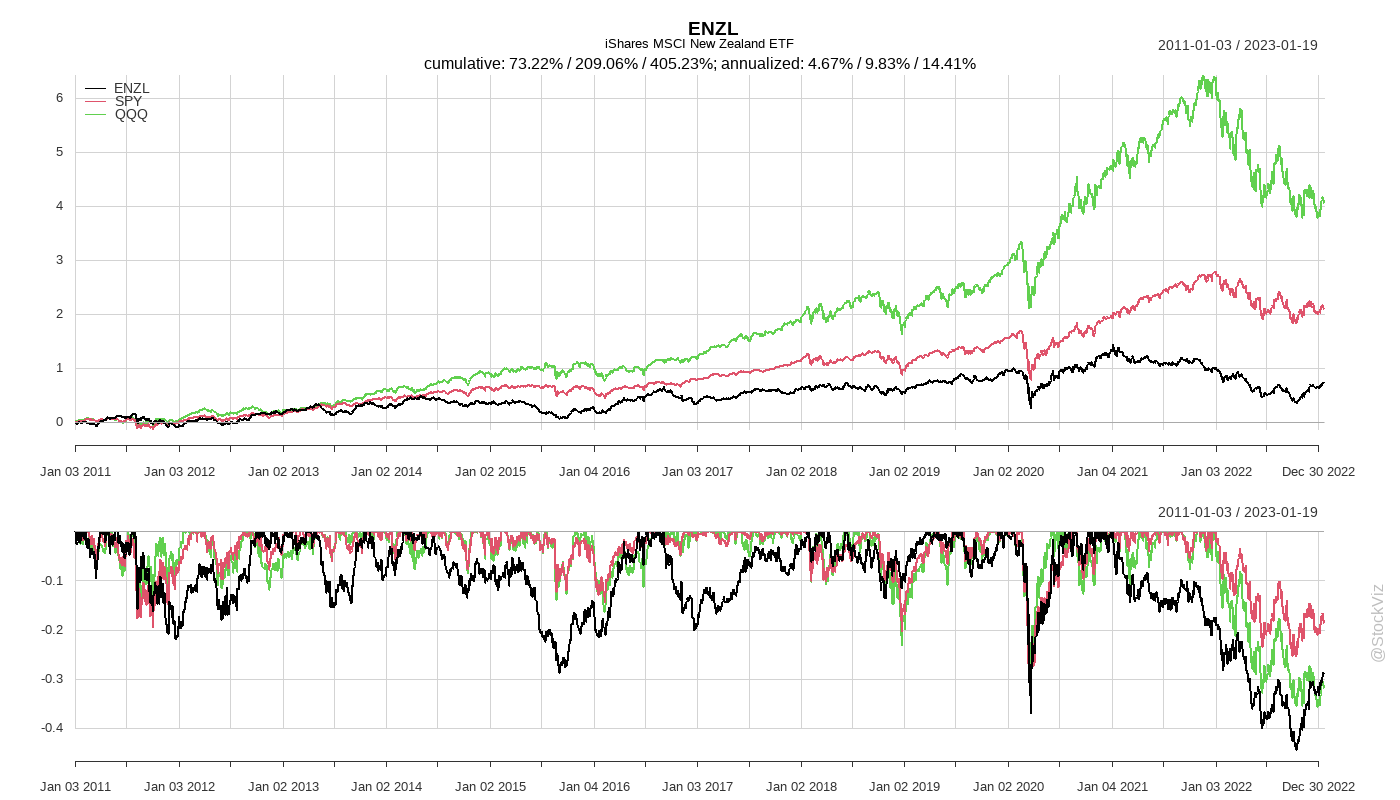 ENZL
iShares MSCI New Zealand ETF
2011-01-03 / 2023-01-19
cumulative: 73.22% / 209.06% / 405.23%; annualized: 4.67% / 9.83% / 14.41%
ENZL
SPY
QQQ
6
5
4
3
2
1
0
Jan 03 2011 Jan 03 2012 Jan 02 2013 Jan 02 2014 Jan 02 2015 Jan 04 2016 Jan 03 2017 Jan 02 2018 Jan 02 2019 Jan 02 2020 Jan 04 2021 Jan 03 2022 Dec 30 2022
2011-01-03 / 2023-01-19
-0.1
-0.2
-0.3
-0.4
Jan 03 2011 Jan 03 2012 Jan 02 2013 Jan 02 2014 Jan 02 2015 Jan 04 2016 Jan 03 2017 Jan 02 2018 Jan 02 2019 Jan 02 2020 Jan 04 2021 Jan 03 2022 Dec 30 2022
@StockViz